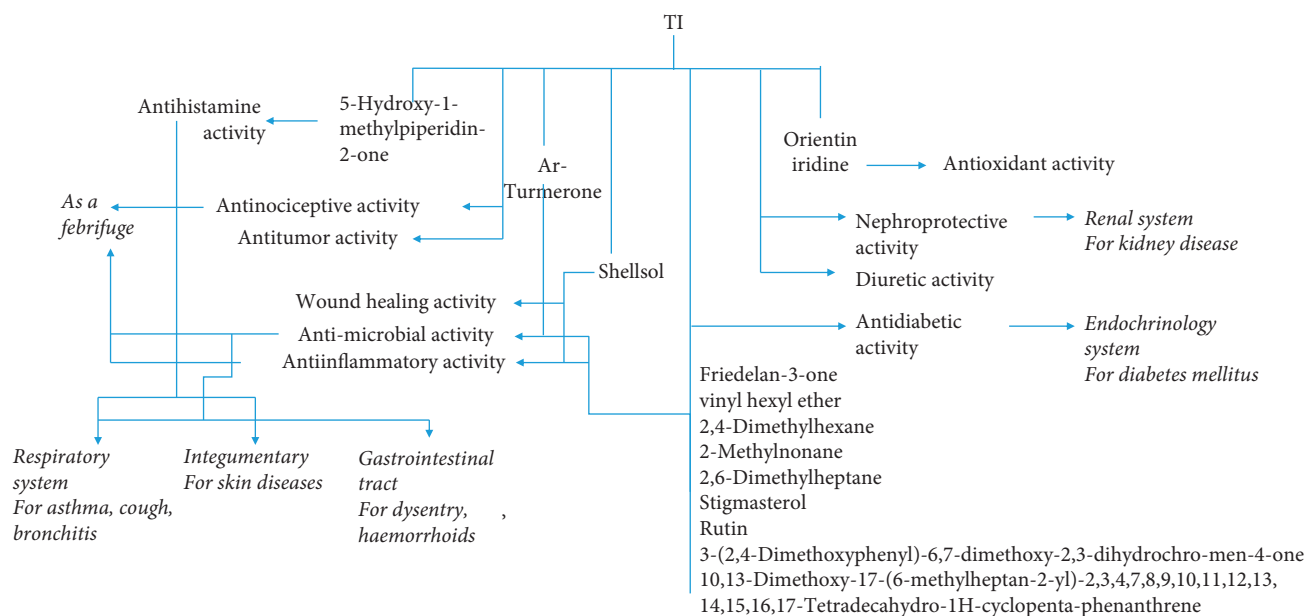 TI
Antihistamine
activity
5-Hydroxy-1-
methylpiperidin-
2-one
Ar-
Turmerone
Orientin
iridine
Antioxidant activity
As a
febrifuge
Antinociceptive activity
Antitumor activity
Nephroprotective
activity
Renal system
For kidney disease
Shellsol
Diuretic activity
Wound healing activity
Anti-microbial activity
Antiinflammatory activity
Antidiabetic
activity
Endocrinology
system
For diabetes mellitus
Friedelan-3-one
vinyl hexyl ether
2,4-Dimethylhexane
2-Methylnonane
2,6-Dimethylheptane
Stigmasterol
Rutin
3-(2,4-Dimethoxyphenyl)-6,7-dimethoxy-2,3-dihydrochro-men-4-one
10,13-Dimethoxy-17-(6-methylheptan-2-yl)-2,3,4,7,8,9,10,11,12,13,
14,15,16,17-Tetradecahydro-1H-cyclopenta-phenanthrene
Respiratory
system
For asthma, cough,
bronchitis
Integumentary
For skin diseases
Gastrointestinal
tract
For dysentry, ,
haemorrhoids